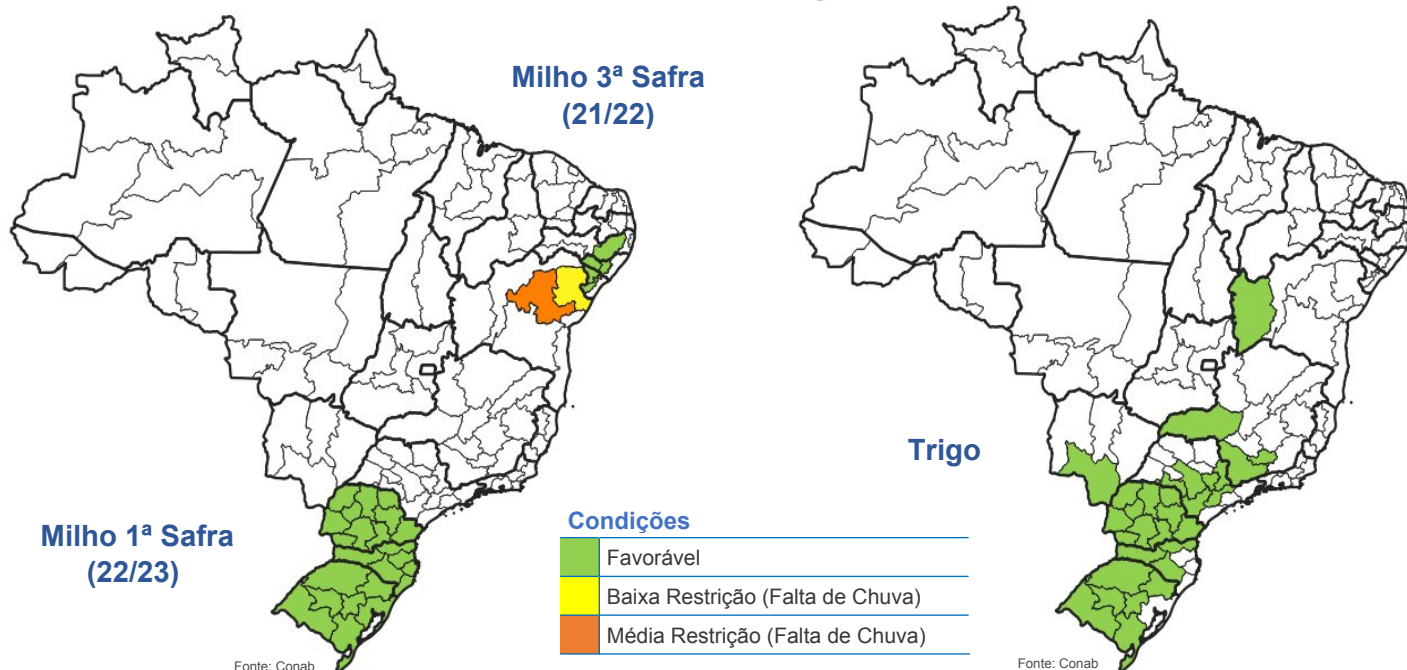 Milho 3ª Safra
(21/22)
Trigo
Milho 1ª Safra
(22/23)
Condições
Favorável
Baixa Restrição (Falta de Chuva)
Média Restrição (Falta de Chuva)
Fonte: Conab
Fonte: Conab